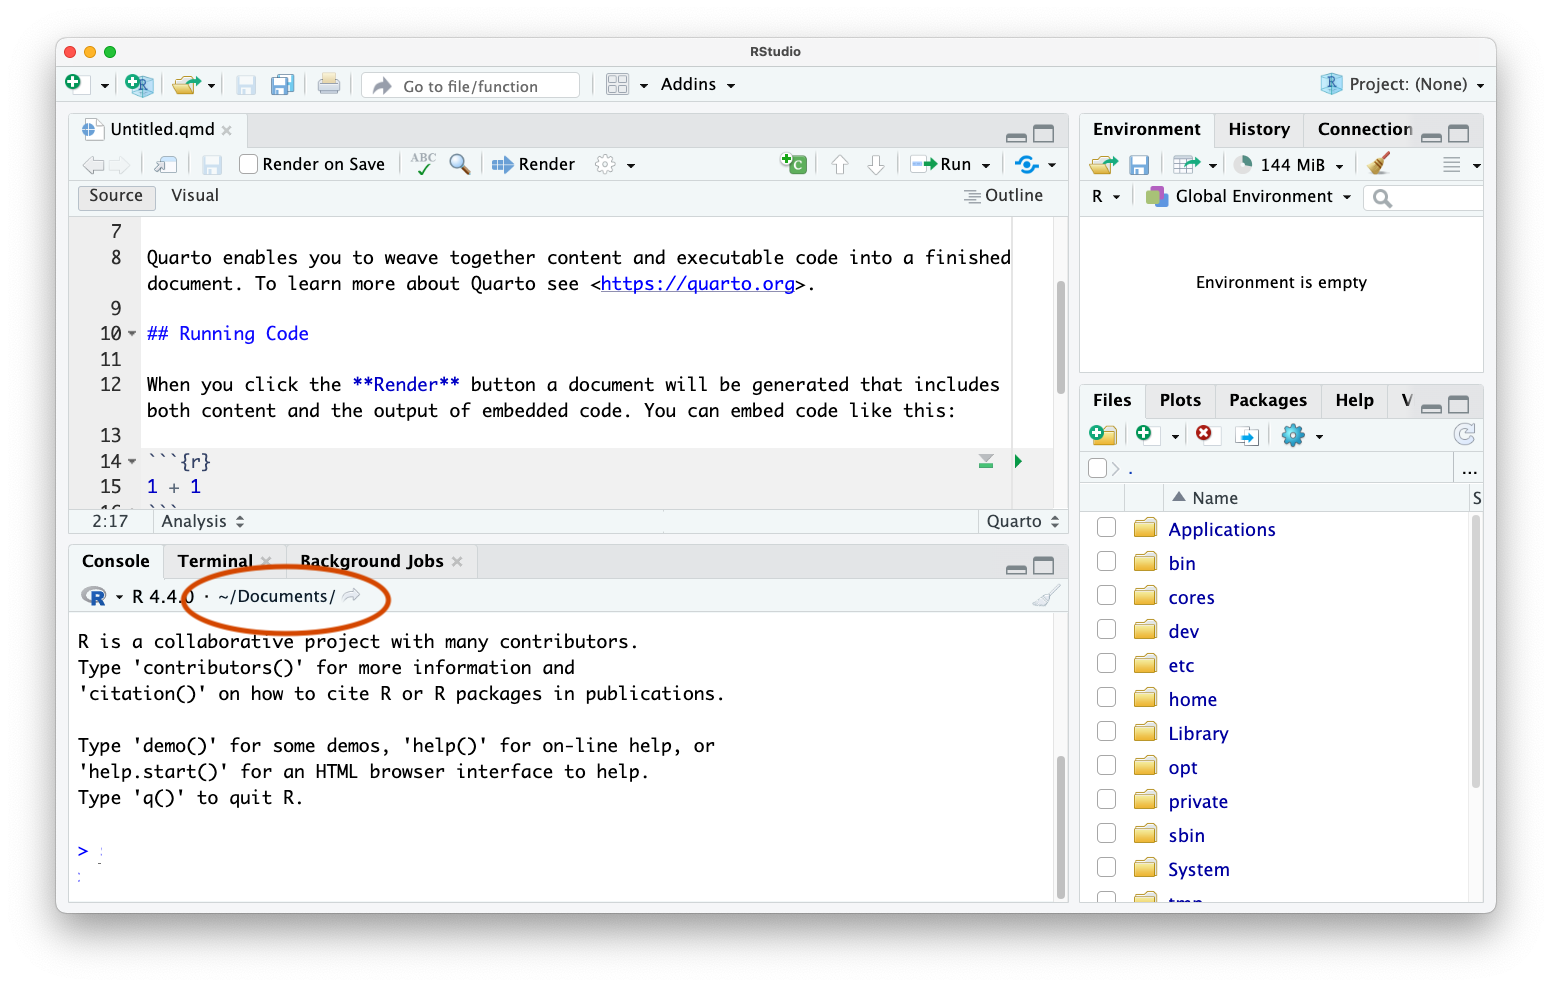 RStudio
Go to file/function
Addins
Project: (None)
Untitled.qmd
Render on Save
ABC
Render
Run
Source
Visual
Outline
7
8 Quarto enables you to weave together content and executable code into a finished
document. To learn more about Quarto see <https://quarto.org>.
9
10 ## Running Code
11
12 When you click the **Render** button a document will be generated that includes
both content and the output of embedded code. You can embed code like this:
13
14 ```{r}
15 1 + 1
2:17
Analysis
Quarto
Console
Terminal
Background Jobs
R 4.4.0 · ~/Documents/
R is a collaborative project with many contributors.
Type 'contributors()' for more information and
'citation()' on how to cite R or R packages in publications.
Type 'demo()' for some demos, 'help()' for on-line help, or
'help.start()' for an HTML browser interface to help.
Type 'q()' to quit R.
>
Environment
History
144 MiB
R
Global Environment
Environment is empty
Files
Plots
Packages
Help
.
...
Name
Applications
bin
cores
dev
etc
home
Library
opt
private
sbin
System